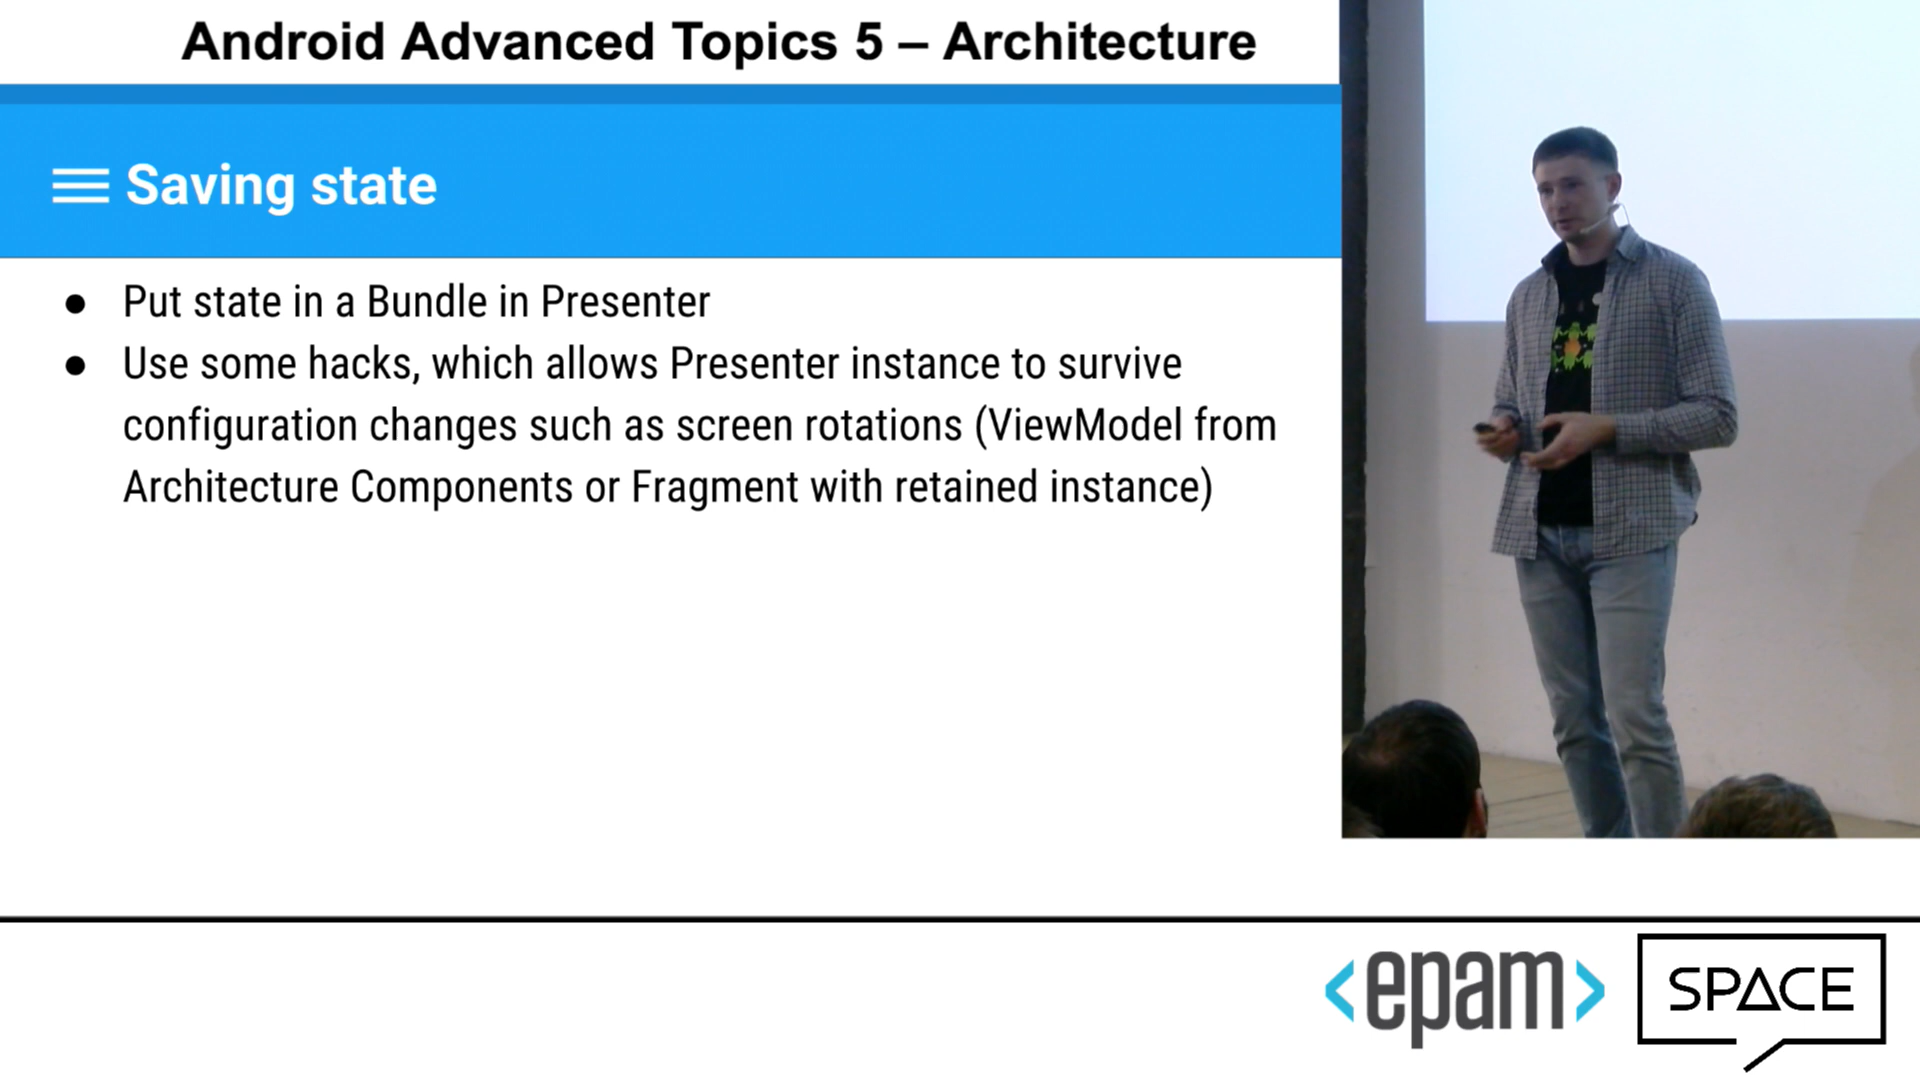 Android Advanced Topics 5 – Architecture
Saving state
● Put state in a Bundle in Presenter
● Use some hacks, which allows Presenter instance to survive
configuration changes such as screen rotations (ViewModel from
Architecture Components or Fragment with retained instance)
<epam>
SPACE